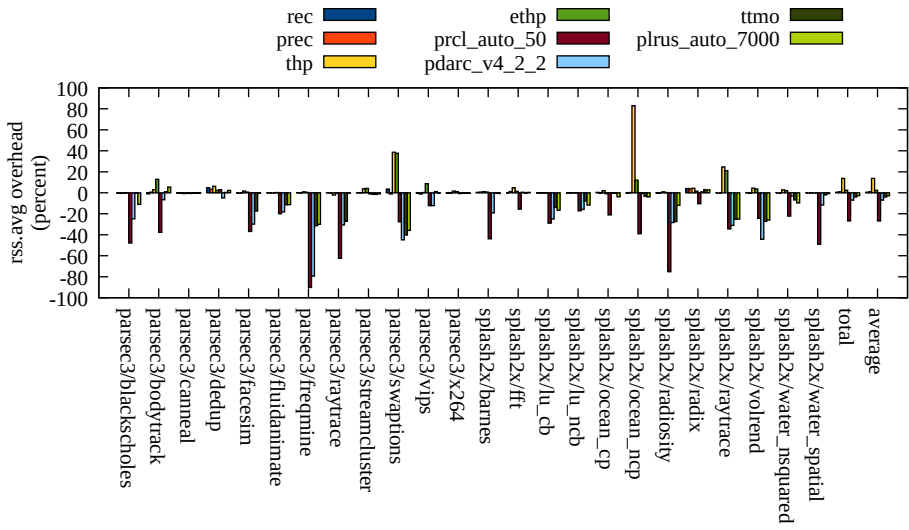 rec
prec
thp
ethp
prcl_auto_50
pdarc_v4_2_2
ttmo
plrus_auto_7000
rss.avg overhead
(percent)
100
80
60
40
20
0
-20
-40
-60
-80
-100
parsec3/blackscholes
parsec3/bodytrack
parsec3/canneal
parsec3/dedup
parsec3/facesim
parsec3/fluidanimate
parsec3/freqmine
parsec3/raytrace
parsec3/streamcluster
parsec3/swaptions
parsec3/vips
parsec3/x264
splash2x/barnes
splash2x/fft
splash2x/lu_cb
splash2x/lu_ncb
splash2x/ocean_cp
splash2x/ocean_ncp
splash2x/radiosity
splash2x/radix
splash2x/raytrace
splash2x/volrend
splash2x/water_nsquared
splash2x/water_spatial
total
average